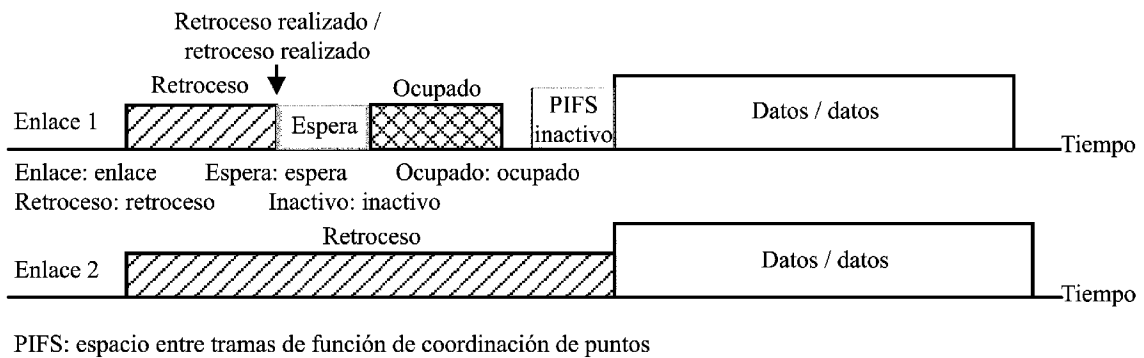 Retroceso realizado /
retroceso realizado
Retroceso
Ocupado
Enlace 1
Espera
PIFS
inactivo
Datos / datos
Tiempo
Enlace: enlace Espera: espera Ocupado: ocupado
Retroceso: retroceso Inactivo: inactivo
Retroceso
Enlace 2
Datos / datos
Tiempo
PIFS: espacio entre tramas de función de coordinación de puntos